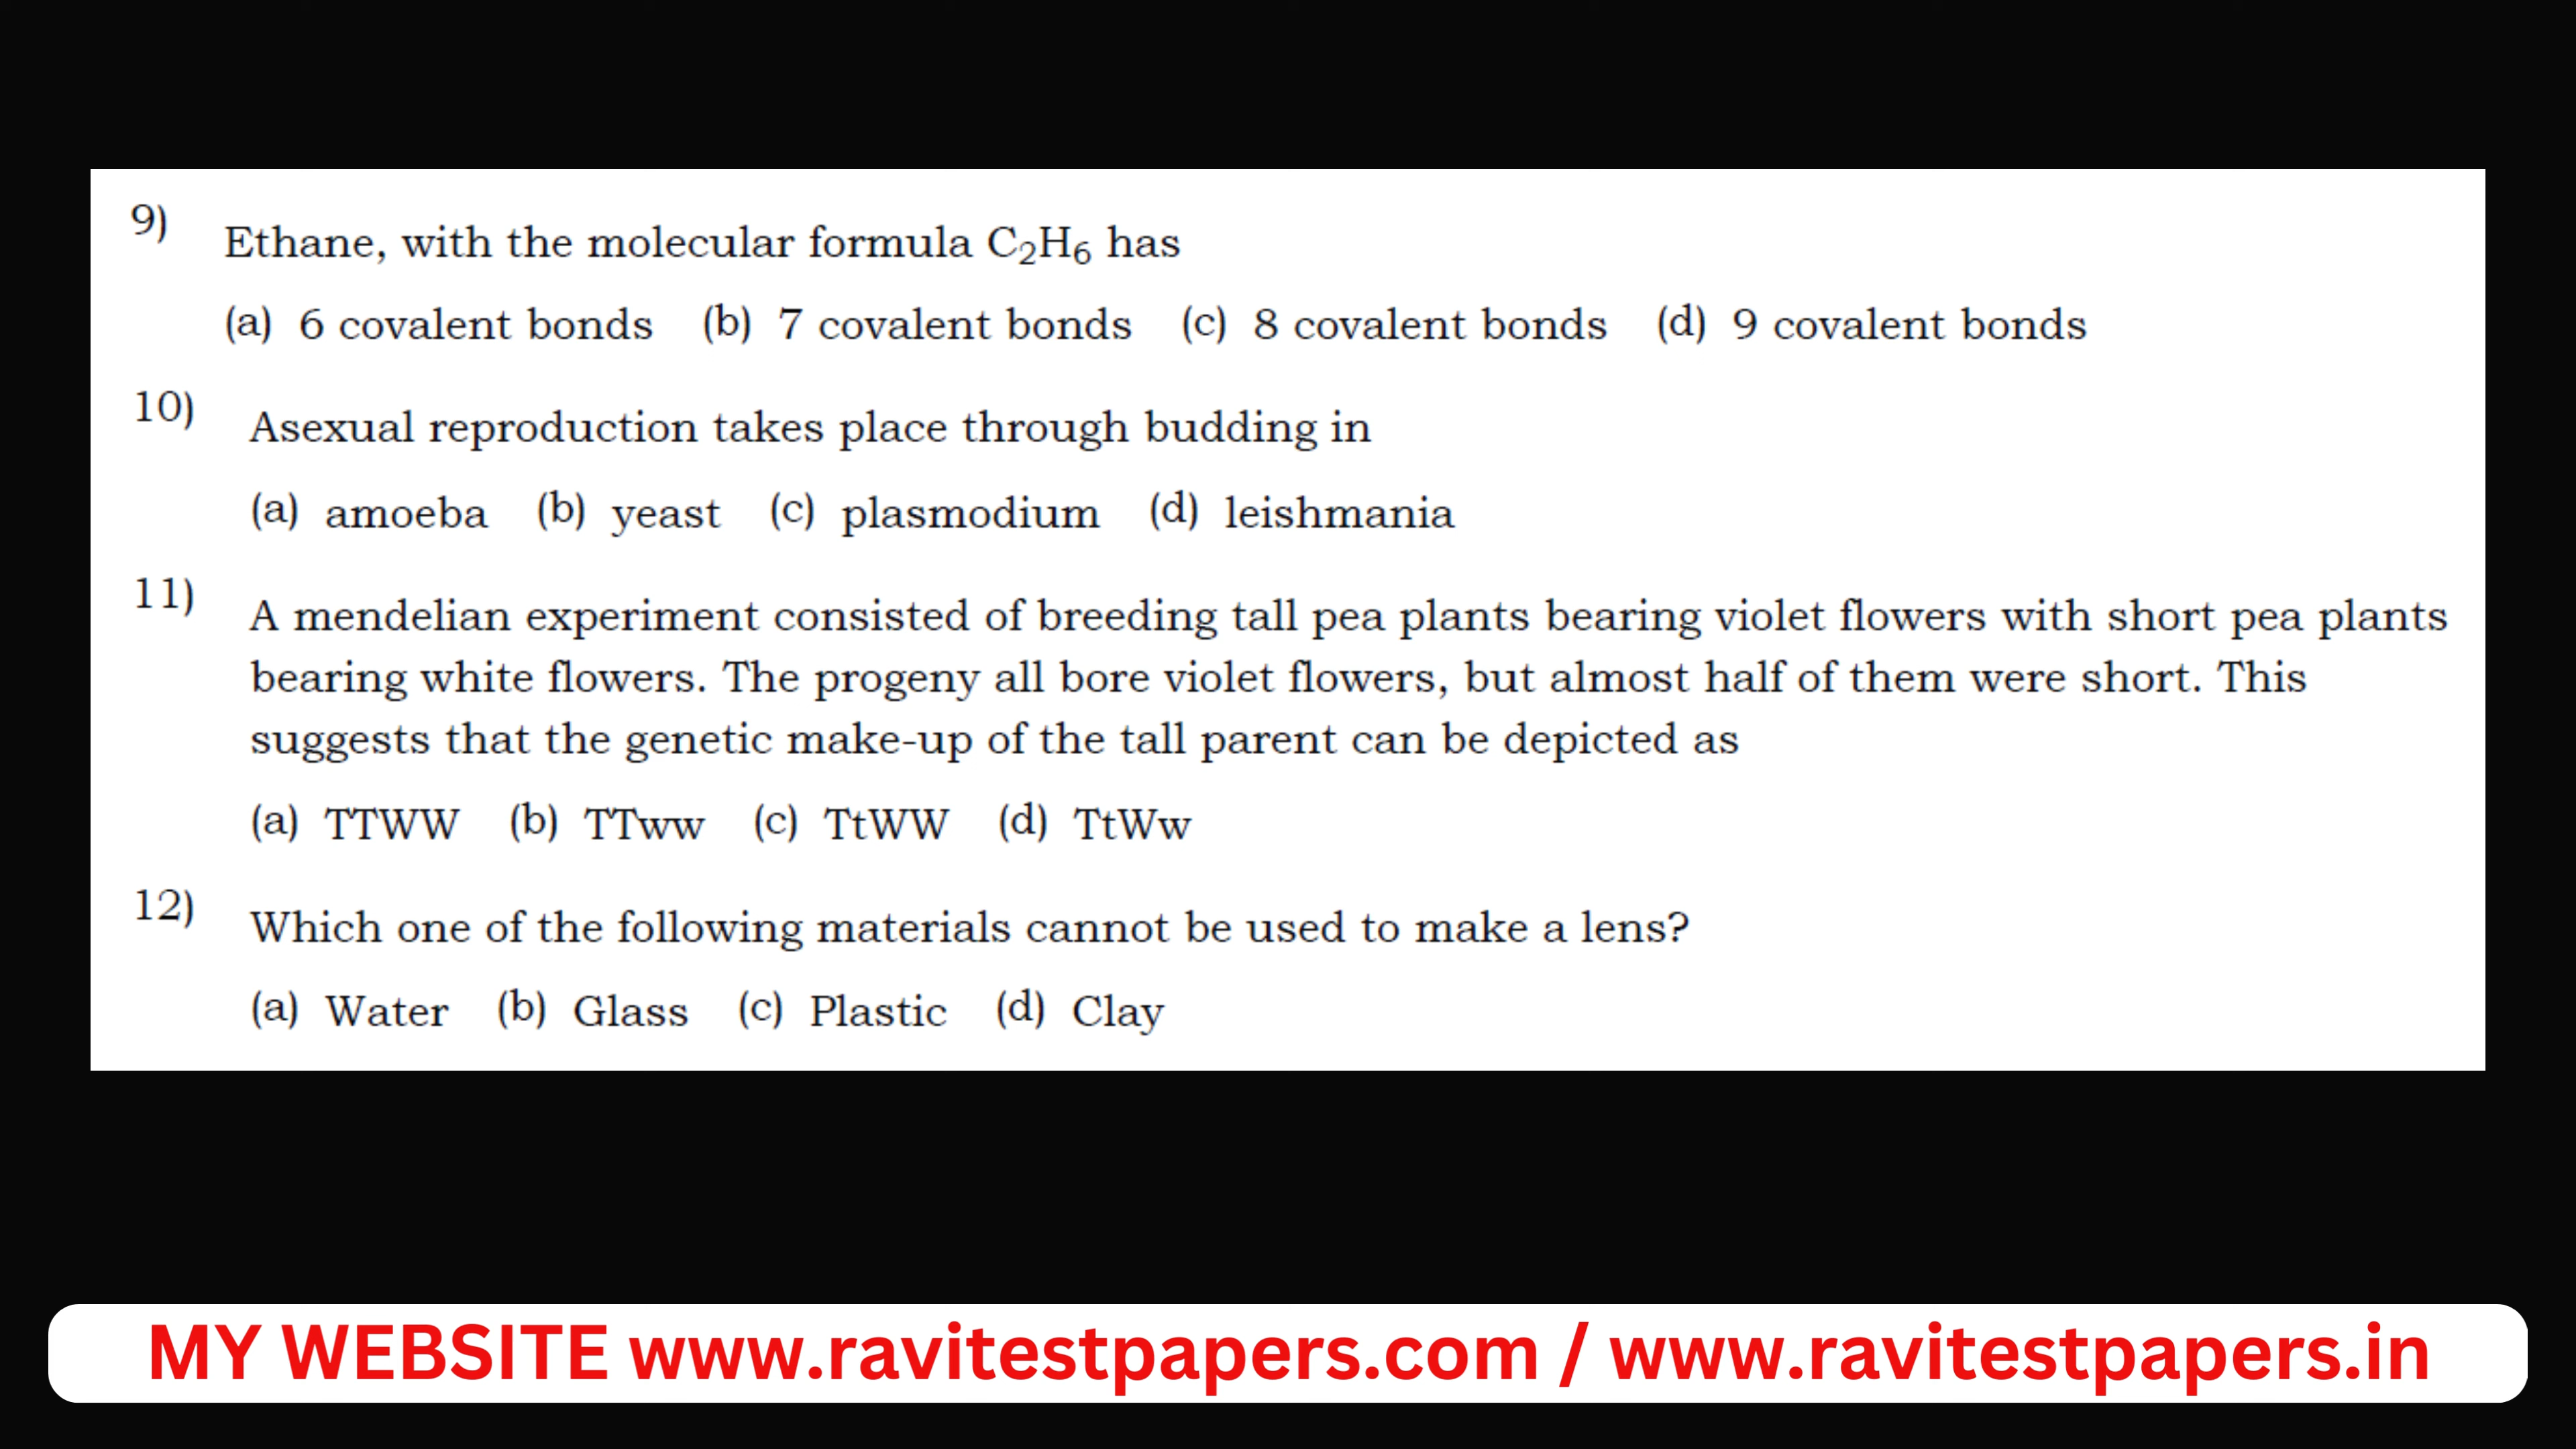 9) Ethane, with the molecular formula C₂H₆ has
(a) 6 covalent bonds (b) 7 covalent bonds (c) 8 covalent bonds (d) 9 covalent bonds
10) Asexual reproduction takes place through budding in
(a) amoeba (b) yeast (c) plasmodium (d) leishmania
11) A mendelian experiment consisted of breeding tall pea plants bearing violet flowers with short pea plants
bearing white flowers. The progeny all bore violet flowers, but almost half of them were short. This
suggests that the genetic make-up of the tall parent can be depicted as
(a) TTWW (b) TTww (c) TtWW (d) TtWw
12) Which one of the following materials cannot be used to make a lens?
(a) Water (b) Glass (c) Plastic (d) Clay
MY WEBSITE www.ravitestpapers.com / www.ravitestpapers.in